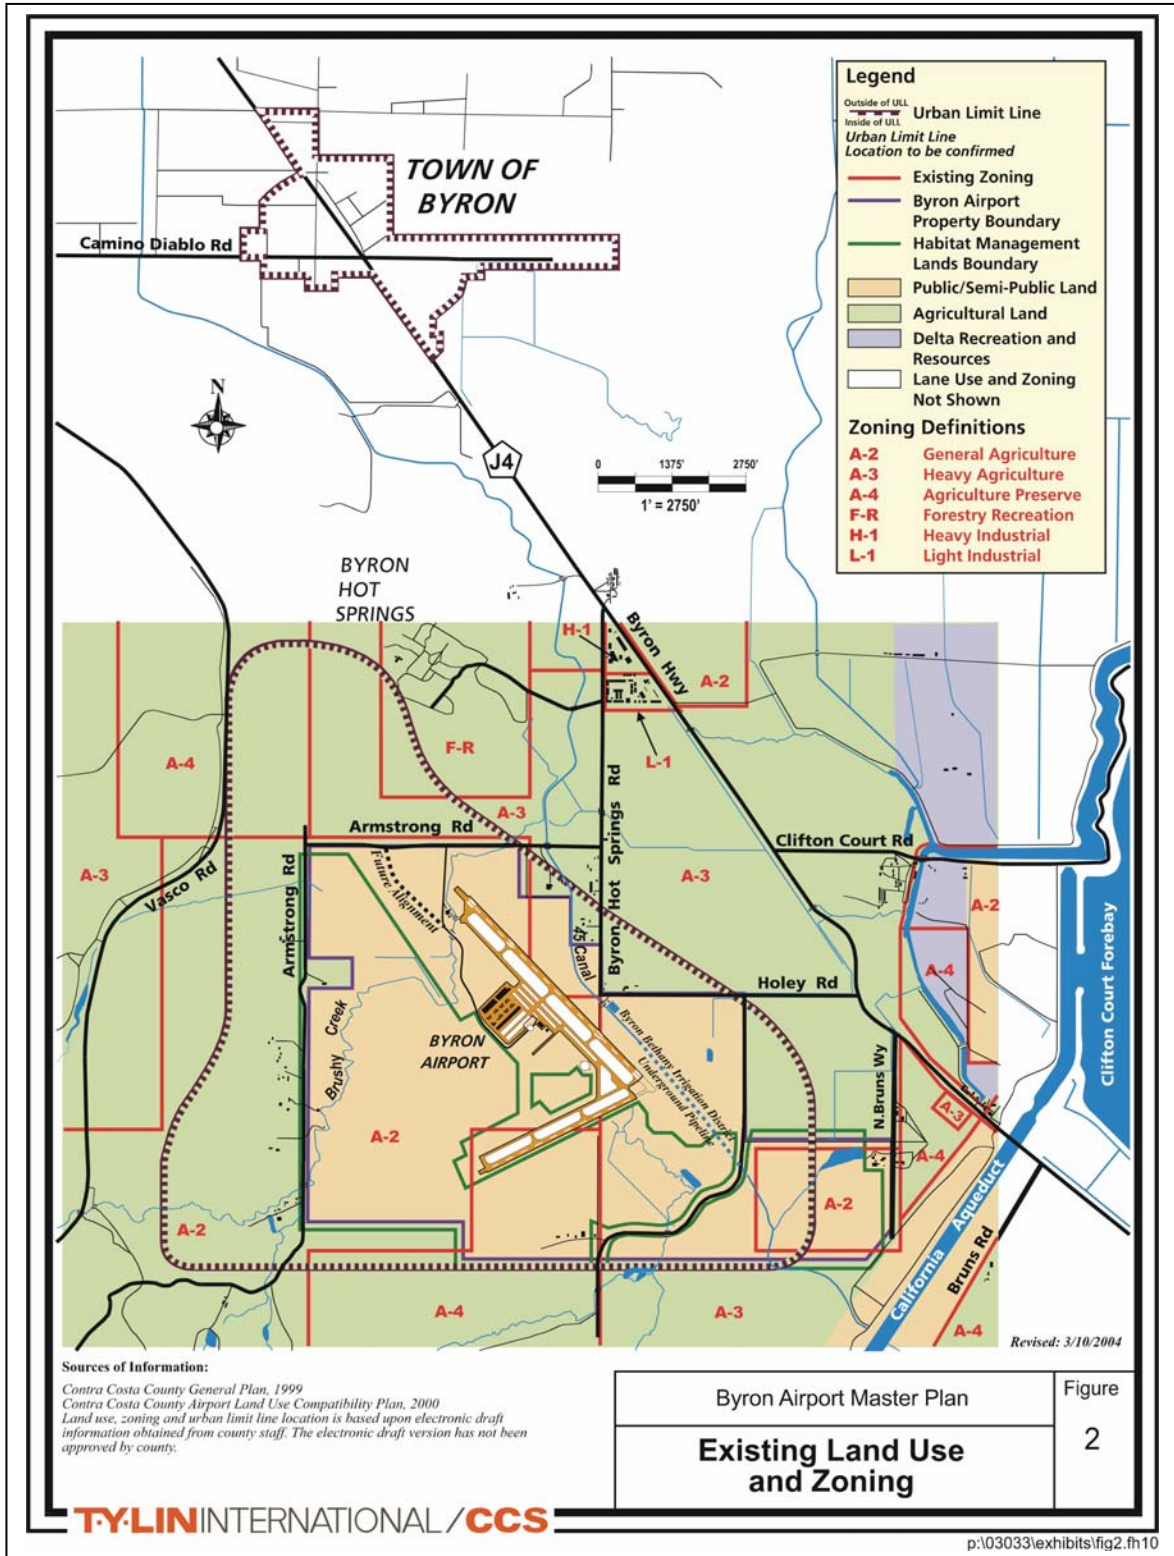 Legend
Outside of ULL
Inside of ULL
Urban Limit Line
Urban Limit Line
Location to be confirmed
Existing Zoning
Byron Airport
Property Boundary
Habitat Management
Lands Boundary
Public/Semi-Public Land
Agricultural Land
Delta Recreation and
Resources
Lane Use and Zoning
Not Shown
Zoning Definitions
A-2 General Agriculture
A-3 Heavy Agriculture
A-4 Agriculture Preserve
F-R Forestry Recreation
H-1 Heavy Industrial
L-1 Light Industrial
TOWN OF
BYRON
Camino Diablo Rd
N
J4
0 1375' 2750'
1' = 2750'
BYRON
HOT
SPRINGS
Byron Hwy
H-1
A-2
F-R
A-4
L-1
A-3
Armstrong Rd
Clifton Court Rd
A-3
A-3
A-2
Vasco Rd
Armstrong Rd
Future Alignment
Byron Hot Springs Rd
45 Canal
A-4
Holey Rd
Clifton Court Forebay
Brushy Creek
BYRON
AIRPORT
Byron Bethany Irrigation District
Underground Pipeline
N.Bruns Wy
A-3
A-2
A-4
A-2
A-2
California Aqueduct
Bruns Rd
A-4
A-3
A-4
Revised: 3/10/2004
Sources of Information:
Contra Costa County General Plan, 1999
Contra Costa County Airport Land Use Compatibility Plan, 2000
Land use, zoning and urban limit line location is based upon electronic draft
information obtained from county staff. The electronic draft version has not been
approved by county.
Byron Airport Master Plan
Existing Land Use
and Zoning
Figure
2
T·Y·LIN INTERNATIONAL / CCS
p:\03033\exhibits\fig2.fh10